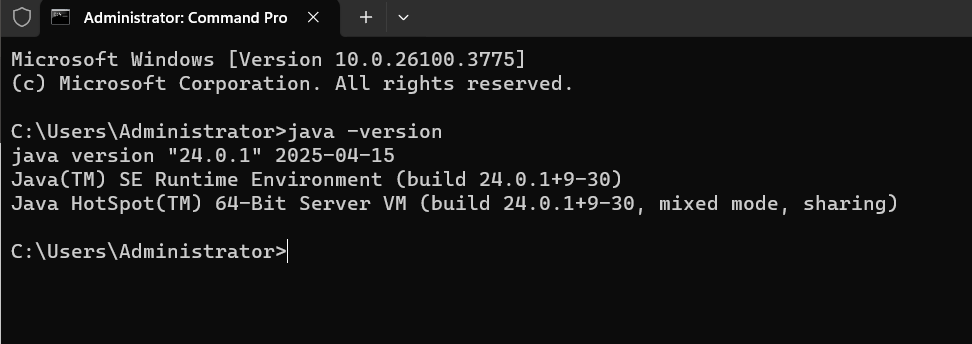 Administrator: Command Pro
Microsoft Windows [Version 10.0.26100.3775]
(c) Microsoft Corporation. All rights reserved.
C:\Users\Administrator>java -version
java version "24.0.1" 2025-04-15
Java(TM) SE Runtime Environment (build 24.0.1+9-30)
Java HotSpot(TM) 64-Bit Server VM (build 24.0.1+9-30, mixed mode, sharing)
C:\Users\Administrator>